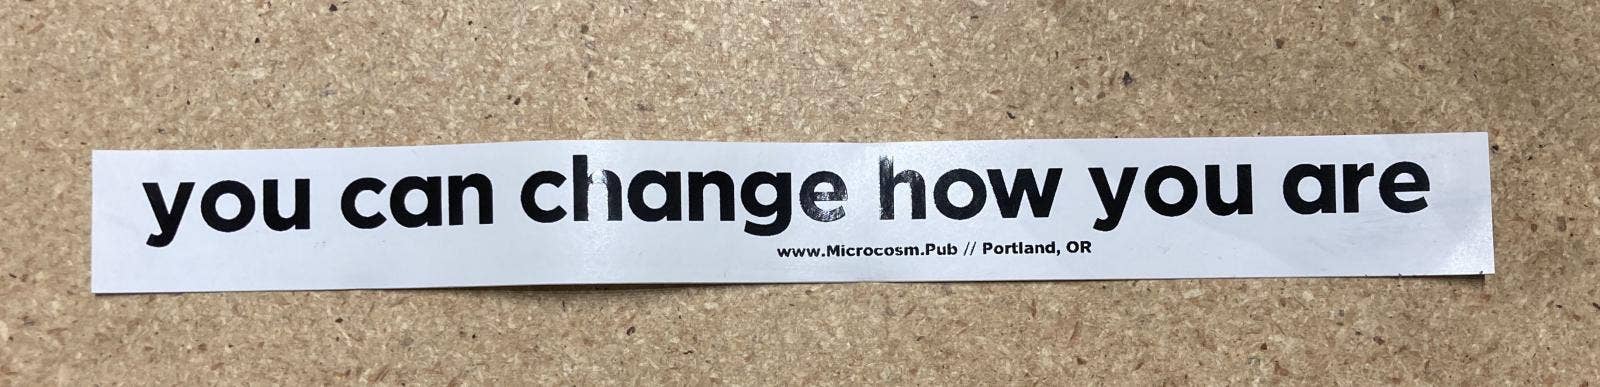 you can change how you are
www.Microcosm.Pub // Portland, OR